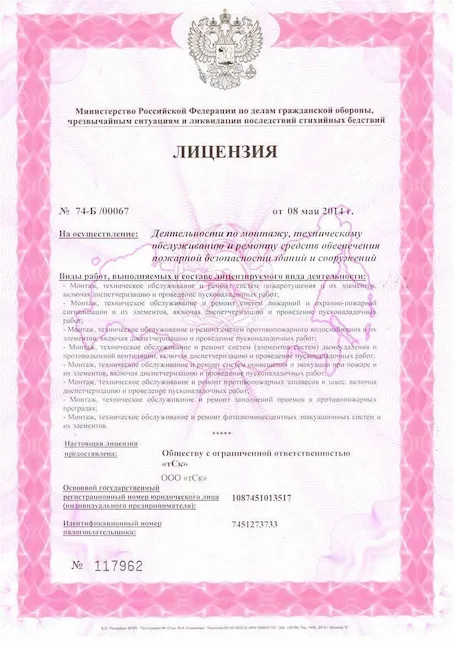 Министерство Российской Федерации по делам гражданской обороны,
чрезвычайным ситуациям и ликвидации последствий стихийных бедствий
ЛИЦЕНЗИЯ
№ 74-Б /00067 от 08 мая 2014 г.
На осуществление: Деятельности по монтажу, техническому
обслуживанию и ремонту средств обеспечения
пожарной безопасности зданий и сооружений
Виды работ, выполняемых в составе лицензируемого вида деятельности:
- Монтаж, техническое обслуживание и ремонт систем пожаротушения и их элементов,
включая диспетчеризацию и проведение пусконаладочных работ;
- Монтаж, техническое обслуживание и ремонт систем пожарной и охранно-пожарной
сигнализации и их элементов, включая диспетчеризацию и проведение пусконаладочных
работ;
- Монтаж, техническое обслуживание и ремонт систем противопожарного водоснабжения и их
элементов, включая диспетчеризацию и проведение пусконаладочных работ;
- Монтаж, техническое обслуживание и ремонт систем (элементов систем) дымоудаления и
противодымной вентиляции, включая диспетчеризацию и проведение пусконаладочных работ;
- Монтаж, техническое обслуживание и ремонт систем оповещения и эвакуации при пожаре и
их элементов, включая диспетчеризацию и проведение пусконаладочных работ;
- Монтаж, техническое обслуживание и ремонт противопожарных занавесов и завес, включая
диспетчеризацию и проведение пусконаладочных работ;
- Монтаж, техническое обслуживание и ремонт заполнений проемов в противопожарных
преградах;
- Монтаж, техническое обслуживание и ремонт фотолюминесцентных эвакуационных систем и
их элементов.
*****
Настоящая лицензия
предоставлена: Обществу с ограниченной ответственностью
«тСк»
ООО «тСк»
Основной государственный
регистрационный номер юридического лица
(индивидуального предпринимателя): 1087451013517
Идентификационный номер
налогоплательщика: 7451273733
№ 117962